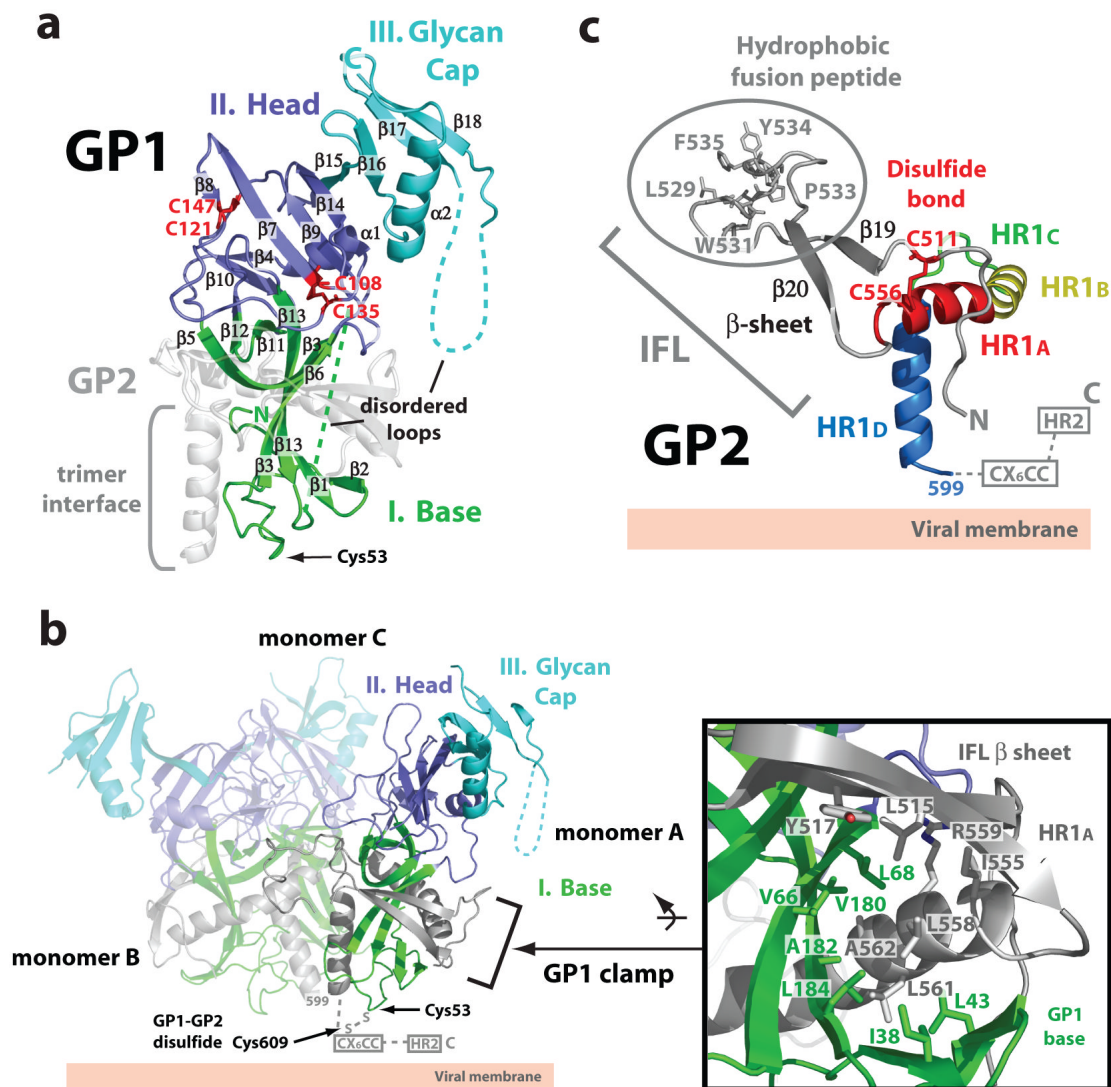 a
III. Glycan
Cap
C
II. Head
GP1
β17
β18
β15
β16
β8
C147
C121
β14
β7
β9
α1
α2
β4
β10
C108
C135
β13
β12
β11
β5
β3
β6
GP2
N
disordered
loops
trimer
interface
β13
β3
β1
β2
I. Base
Cys53
c
Hydrophobic
fusion peptide
Y534
F535
L529
P533
W531
Disulfide
bond
β19
C511
HR1C
C556
HR1B
β20
β-sheet
HR1A
IFL
N
C
HR2
GP2
HR1D
CX6CC
599
Viral membrane
b
monomer C
III. Glycan
Cap
II. Head
monomer A
I. Base
monomer B
GP1 clamp
599
Cys53
GP1-GP2
disulfide
Cys609
S
S
CX6CC
HR2
C
Viral membrane
IFL β sheet
L515
Y517
R559
HR1A
I555
L68
V66
V180
L558
A182
A562
L184
L561
L43
I38
GP1
base